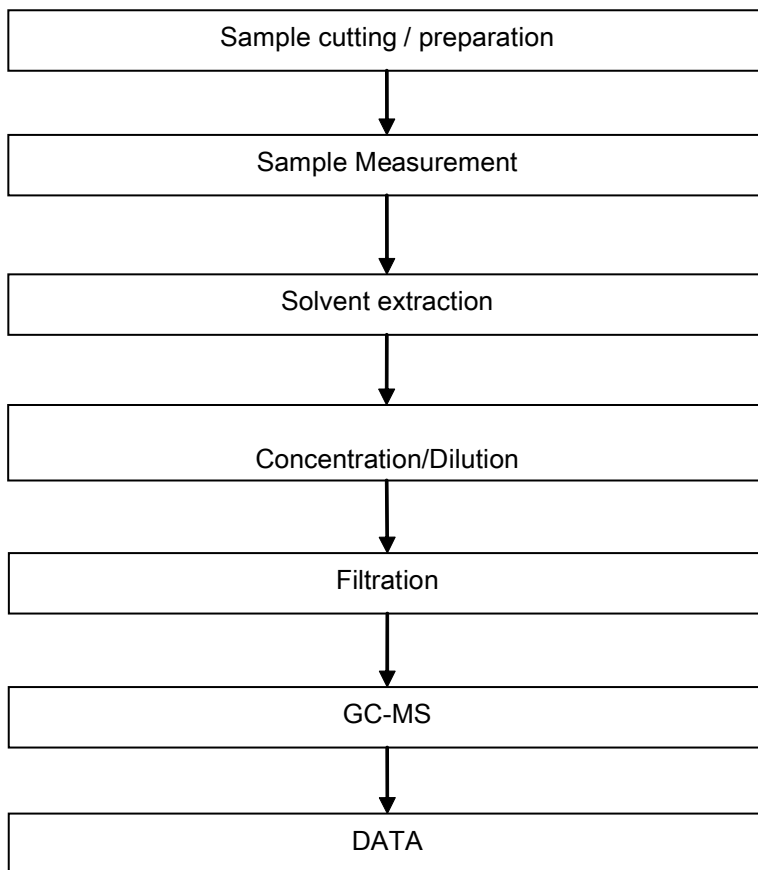 Sample cutting / preparation
Sample Measurement
Solvent extraction
Concentration/Dilution
Filtration
GC-MS
DATA